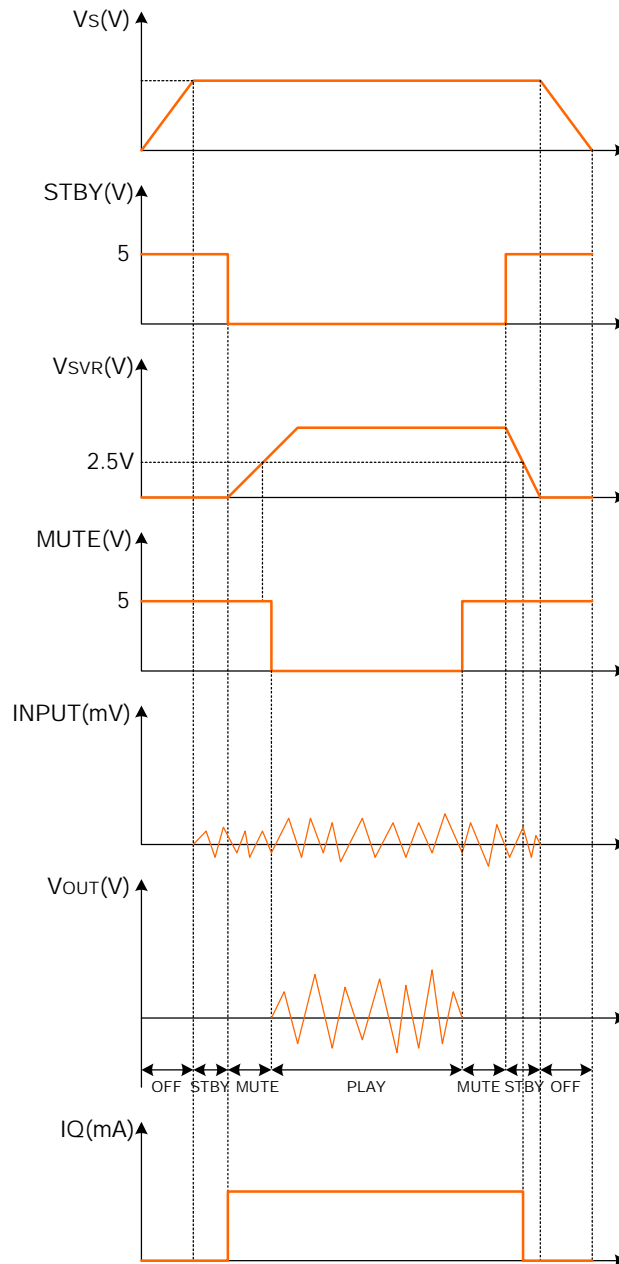 VS(V)
STBY(V)
5
VSVR(V)
2.5V
MUTE(V)
5
INPUT(mV)
VOUT(V)
OFF STBY MUTE PLAY MUTE STBY OFF
IQ(mA)